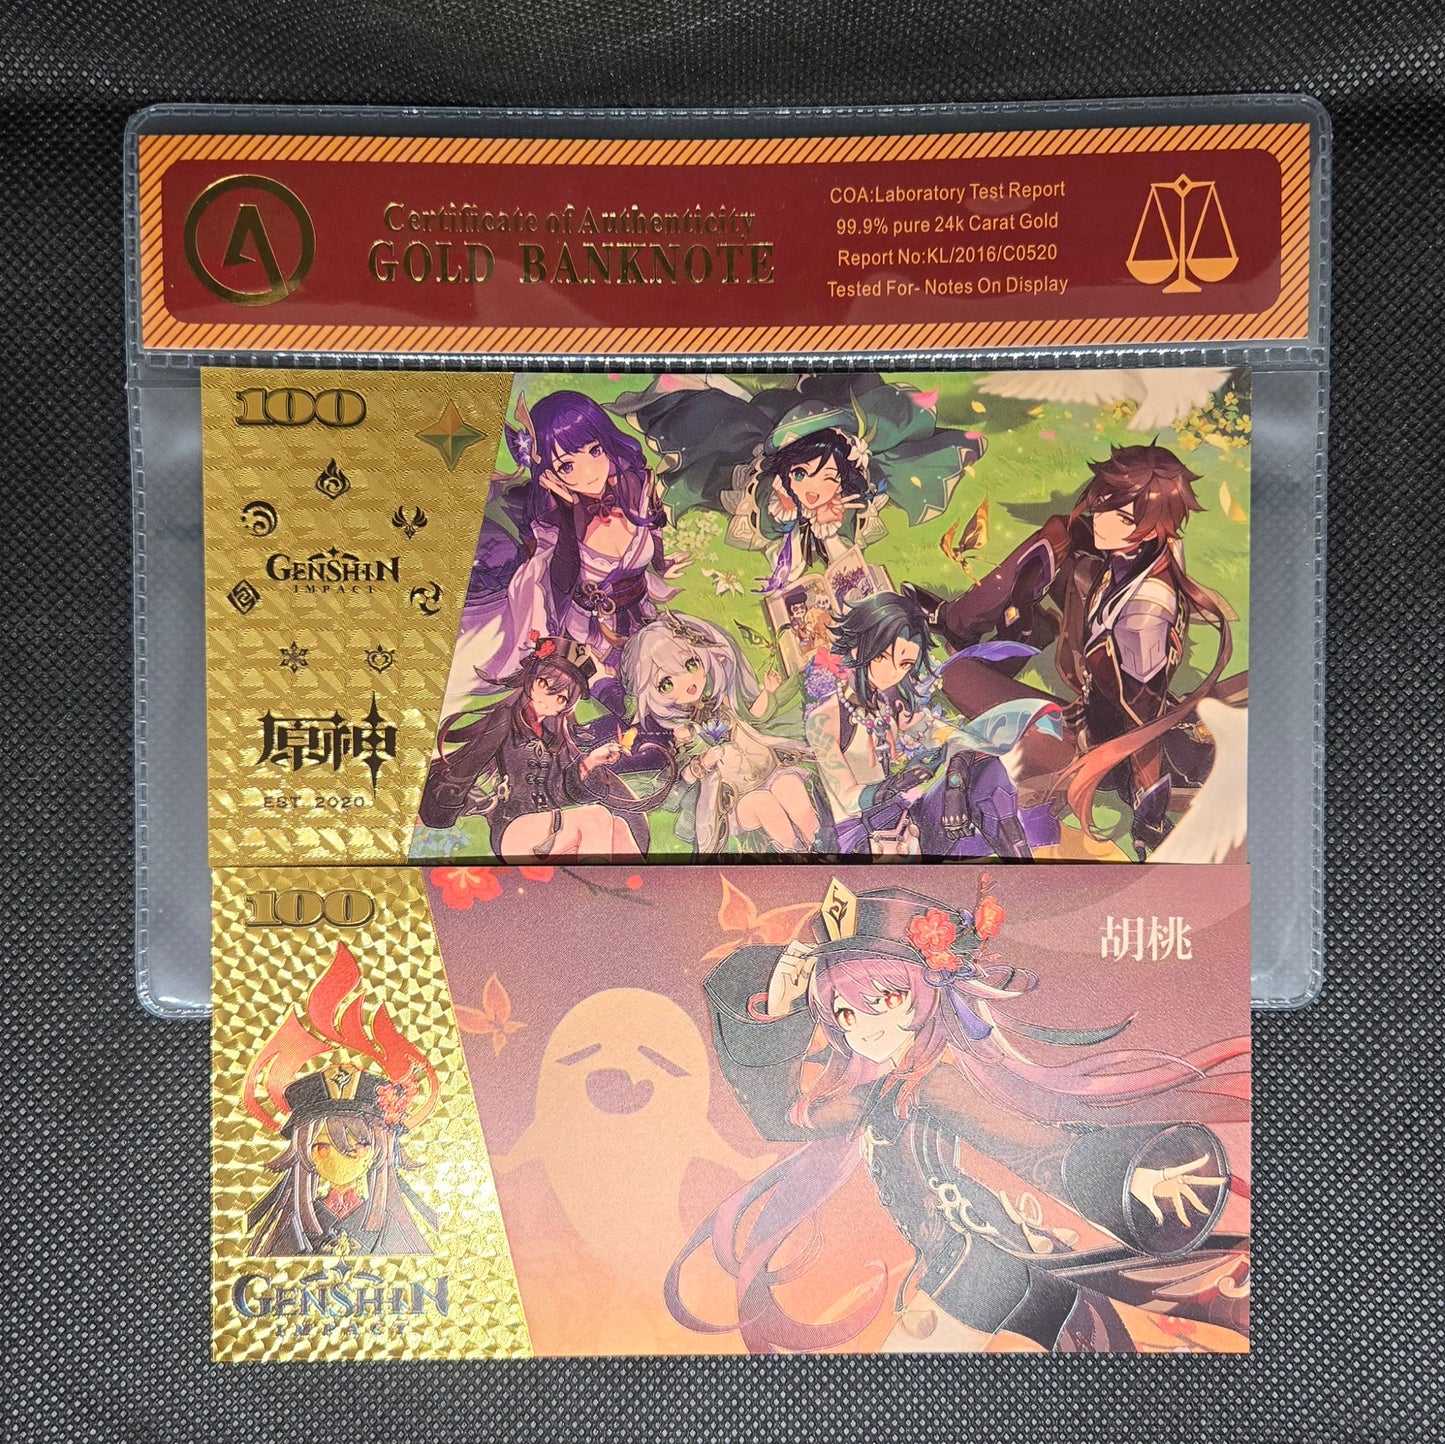 Certificate of Authenticity
GOLD BANKNOTE
COA:Laboratory Test Report
99.9% pure 24k Carat Gold
Report No:KL/2016/C0520
Tested For- Notes On Display
100
GENSHIN
IMPACT
原神
EST. 2020
100
胡桃
GENSHIN
IMPACT